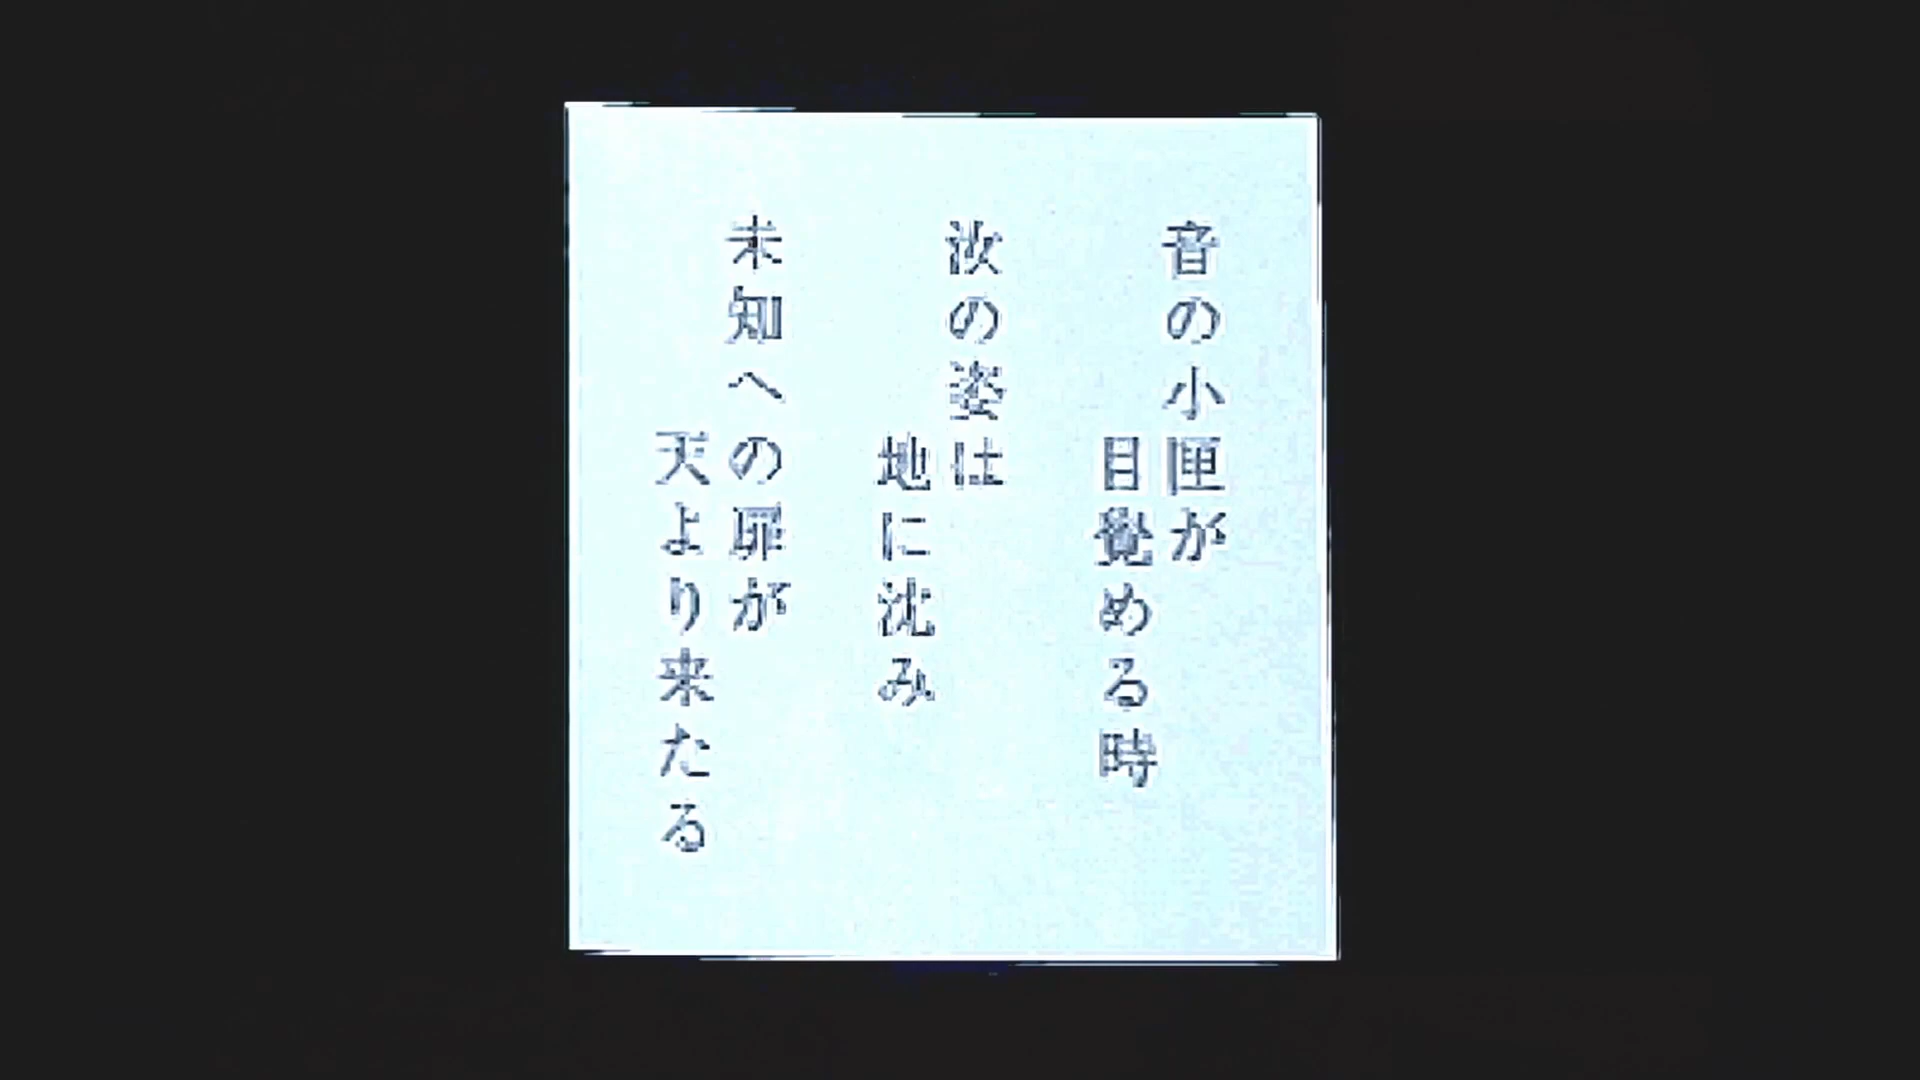 音の小匣が
目覺める時
汝の姿は
地に沈み
未知への扉が
天より来たる